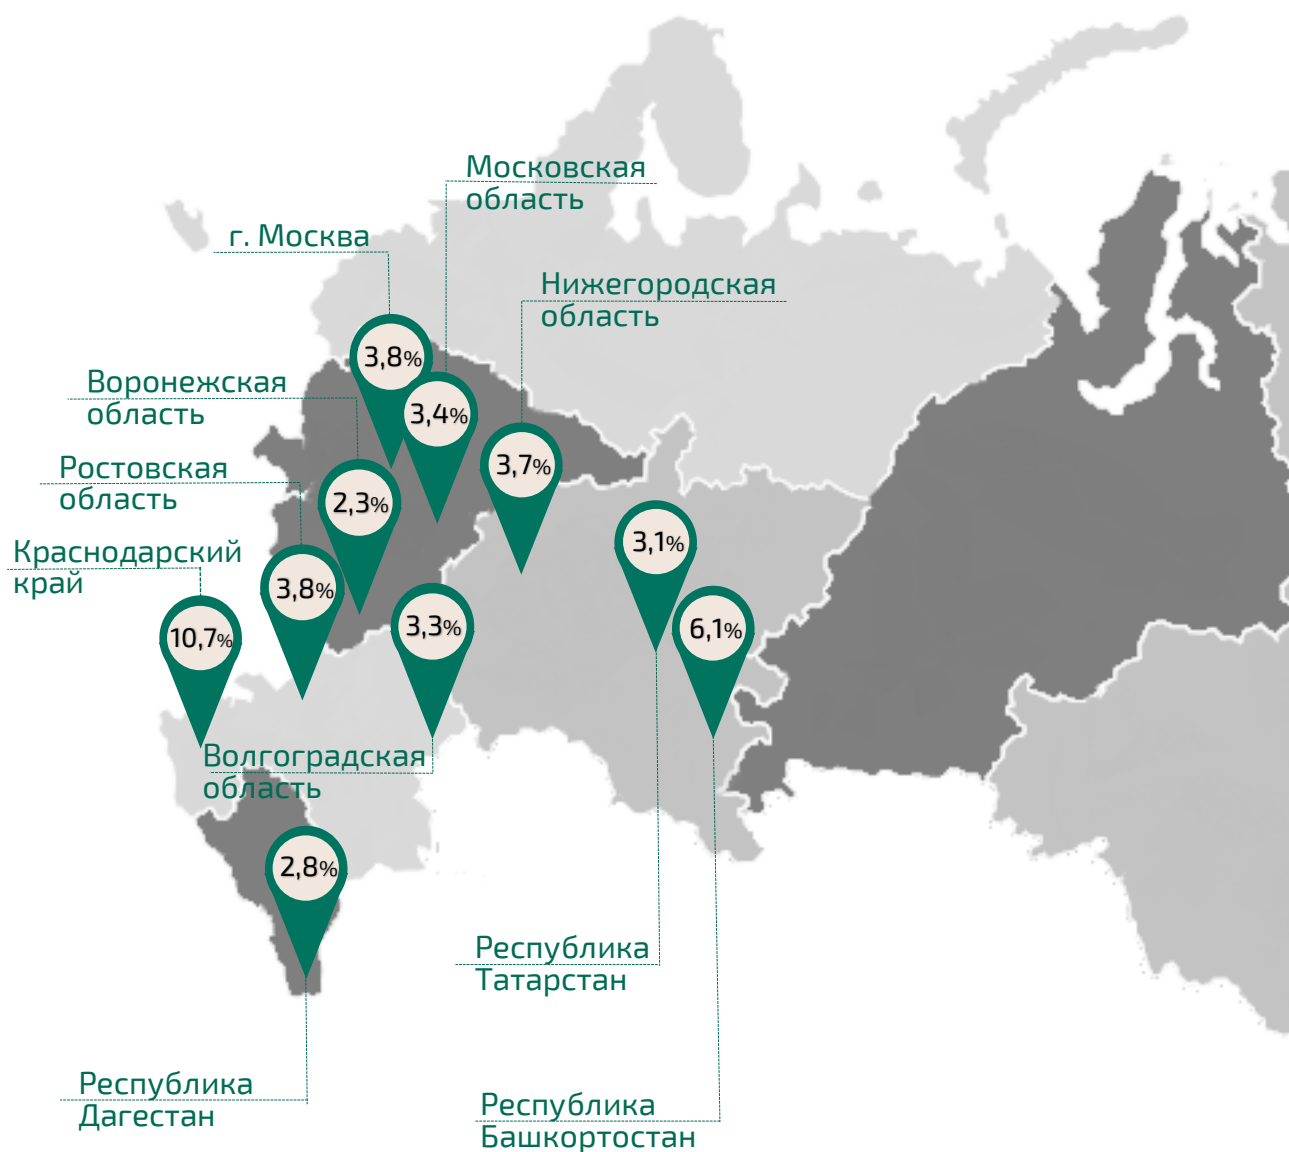 Московская
область
г. Москва
Нижегородская
область
3,8%
Воронежская
область
3,4%
Ростовская
область
3,7%
2,3%
Краснодарский
край
3,1%
3,8%
3,3%
6,1%
10,7%
Волгоградская
область
2,8%
Республика
Татарстан
Республика
Дагестан
Республика
Башкортостан